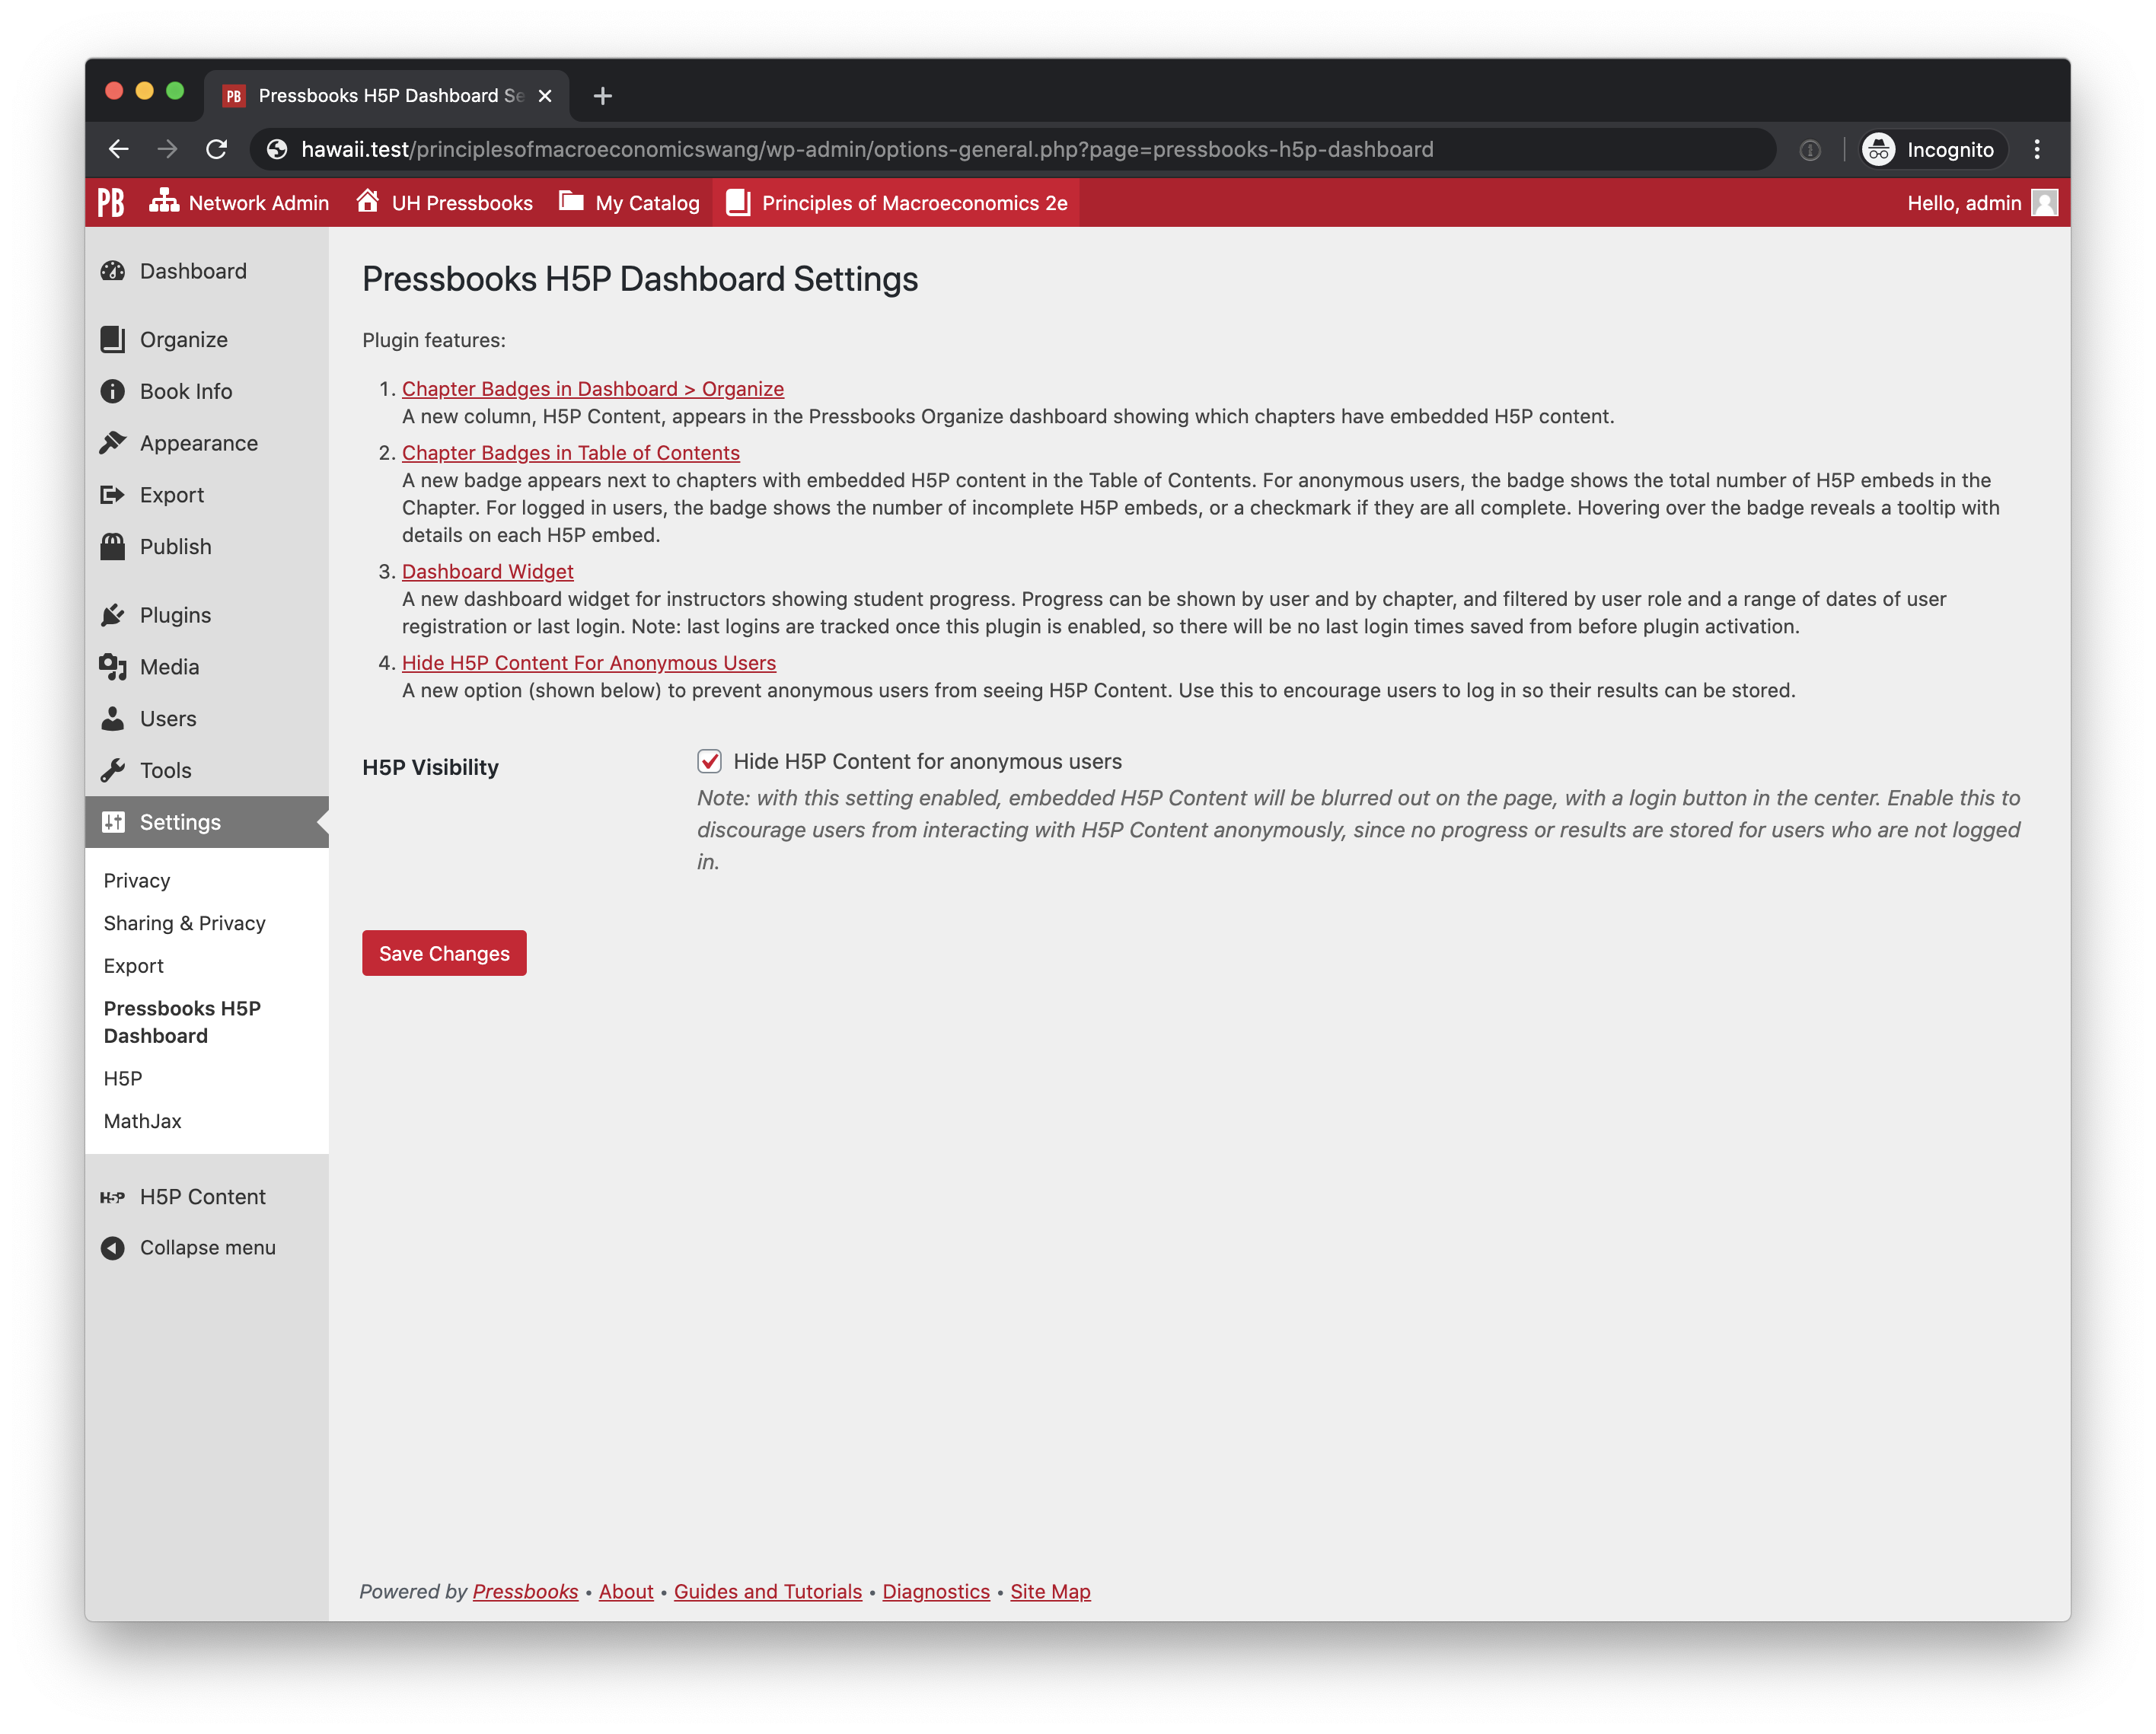 PB Pressbooks H5P Dashboard Se
hawaii.test/principlesofmacroeconomicswang/wp-admin/options-general.php?page=pressbooks-h5p-dashboard
Incognito
PB Network Admin UH Pressbooks My Catalog Principles of Macroeconomics 2e Hello, admin
Dashboard
Organize
Book Info
Appearance
Export
Publish
Plugins
Media
Users
Tools
Settings
Privacy
Sharing & Privacy
Export
Pressbooks H5P
Dashboard
H5P
MathJax
H5P H5P Content
Collapse menu
Pressbooks H5P Dashboard Settings
Plugin features:
1. Chapter Badges in Dashboard > Organize
A new column, H5P Content, appears in the Pressbooks Organize dashboard showing which chapters have embedded H5P content.
2. Chapter Badges in Table of Contents
A new badge appears next to chapters with embedded H5P content in the Table of Contents. For anonymous users, the badge shows the total number of H5P embeds in the
Chapter. For logged in users, the badge shows the number of incomplete H5P embeds, or a checkmark if they are all complete. Hovering over the badge reveals a tooltip with
details on each H5P embed.
3. Dashboard Widget
A new dashboard widget for instructors showing student progress. Progress can be shown by user and by chapter, and filtered by user role and a range of dates of user
registration or last login. Note: last logins are tracked once this plugin is enabled, so there will be no last login times saved from before plugin activation.
4. Hide H5P Content For Anonymous Users
A new option (shown below) to prevent anonymous users from seeing H5P Content. Use this to encourage users to log in so their results can be stored.
H5P Visibility
Hide H5P Content for anonymous users
Note: with this setting enabled, embedded H5P Content will be blurred out on the page, with a login button in the center. Enable this to
discourage users from interacting with H5P Content anonymously, since no progress or results are stored for users who are not logged
in.
Save Changes
Powered by Pressbooks • About • Guides and Tutorials • Diagnostics • Site Map